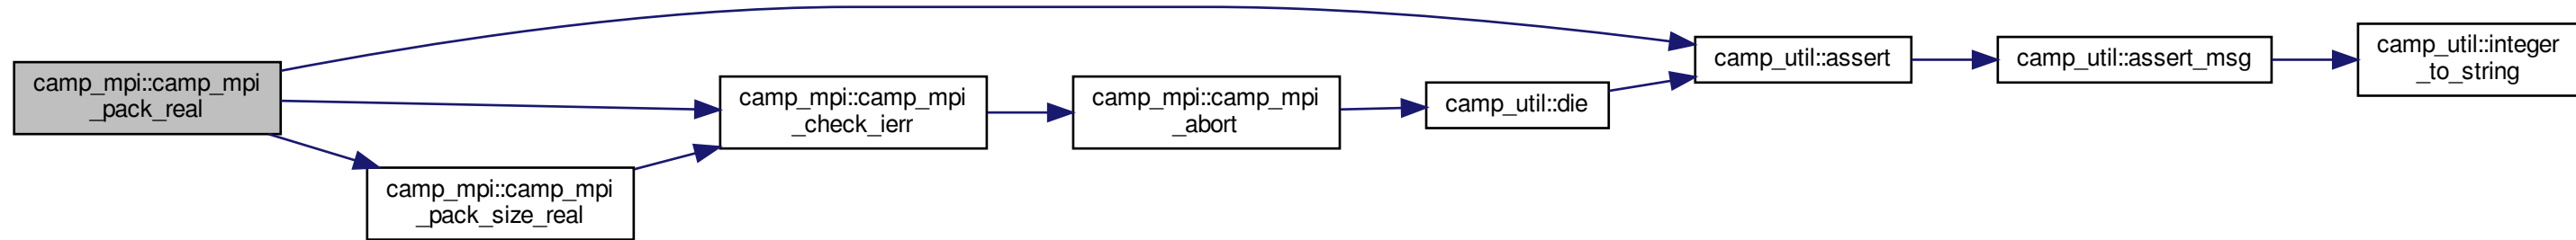 camp_mpi::camp_mpi
_pack_real
camp_mpi::camp_mpi
_pack_size_real
camp_mpi::camp_mpi
_check_ierr
camp_mpi::camp_mpi
_abort
camp_util::die
camp_util::assert
camp_util::assert_msg
camp_util::integer
_to_string